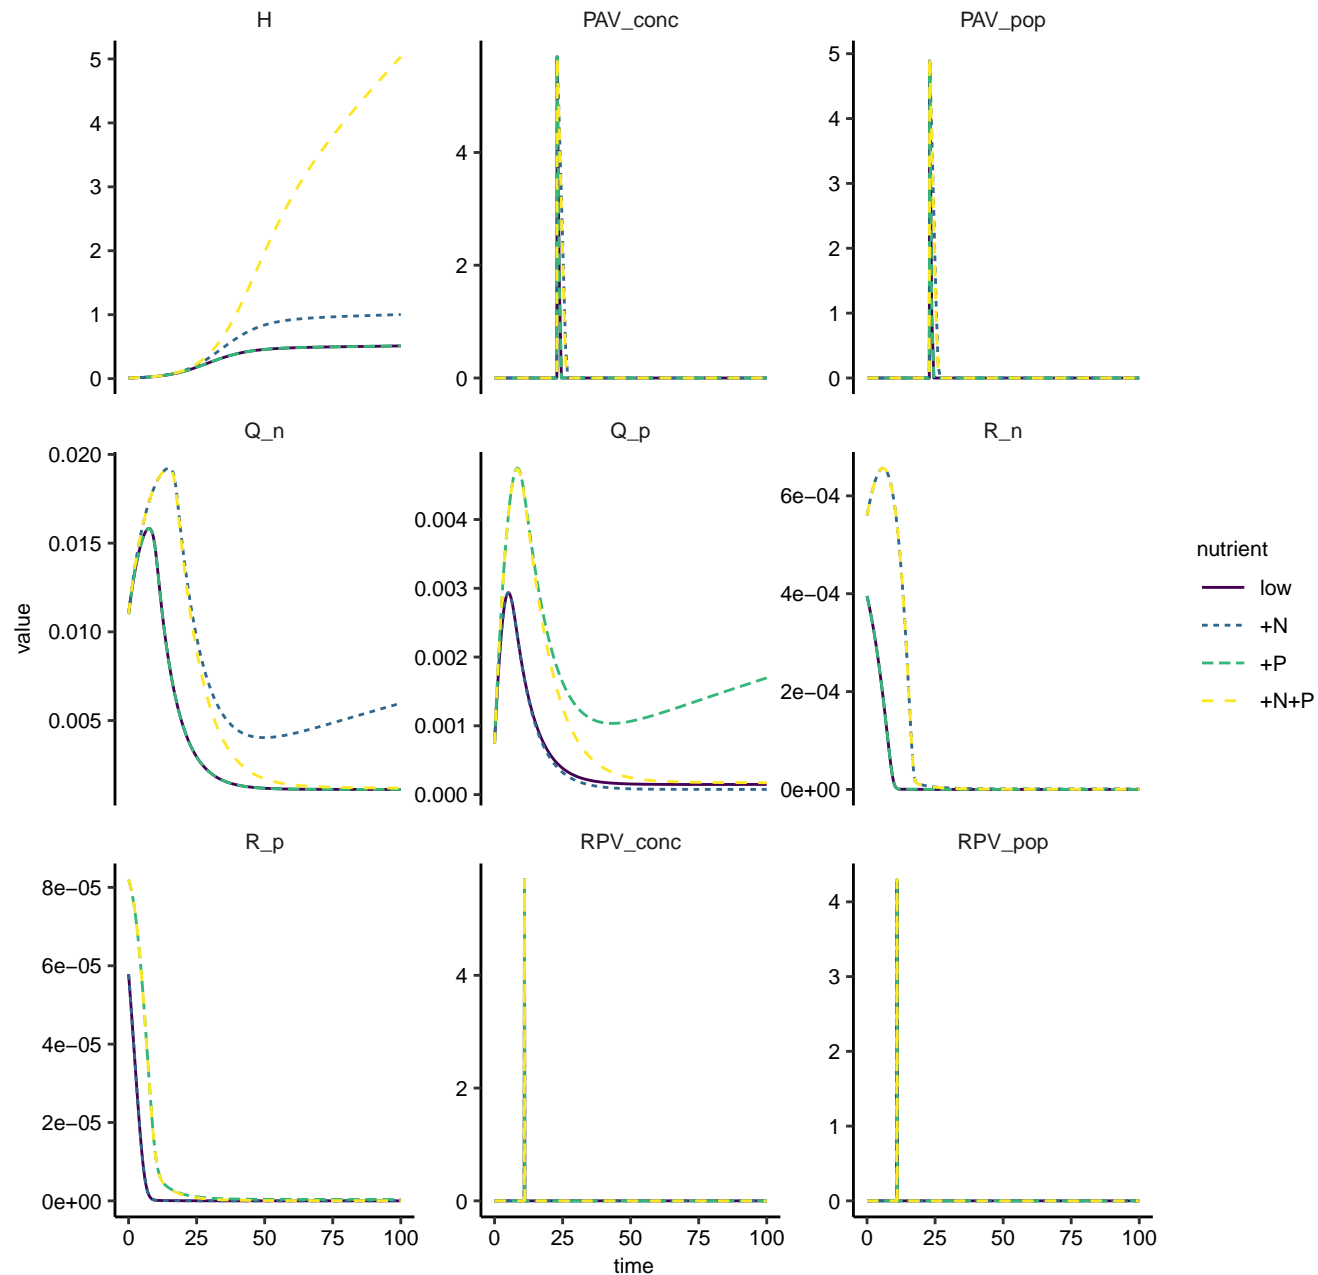 H PAV_conc PAV_pop
5
4
3
2
1
0
4
2
0
5
4
3
2
1
0
Q_n Q_p R_n
0.020
0.015
0.010
0.005
0.004
0.003
0.002
0.001
0.000
6e−04
4e−04
2e−04
0e+00
R_p RPV_conc RPV_pop
8e−05
6e−05
4e−05
2e−05
0e+00
4
2
0
4
3
2
1
0
0 25 50 75 100
0 25 50 75 100
0 25 50 75 100
time
value
nutrient
low
+N
+P
+N+P